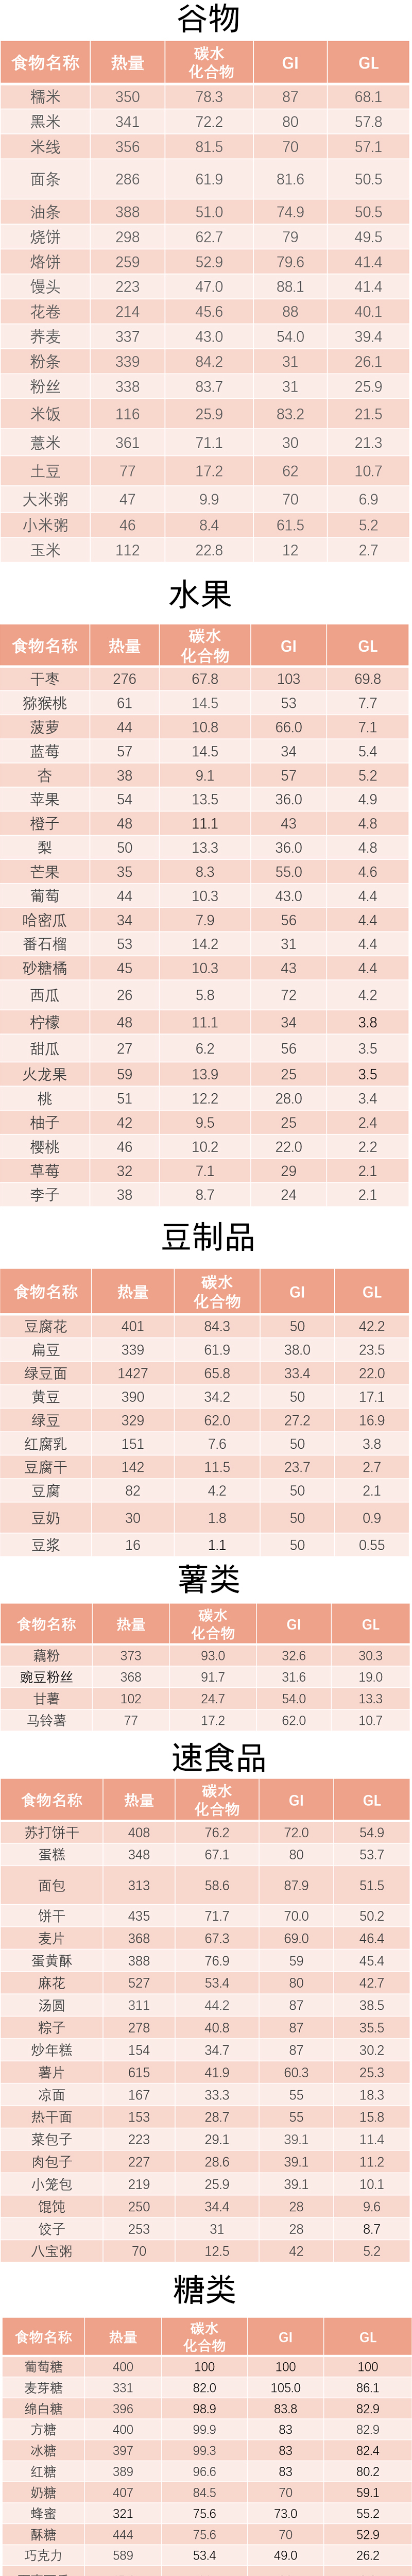 谷物
食物名称 热量 碳水化合物 GI GL
糯米 350 78.3 87 68.1
黑米 341 72.2 80 57.8
米线 356 81.5 70 57.1
面条 286 61.9 81.6 50.5
油条 388 51.0 74.9 50.5
烧饼 298 62.7 79 49.5
烙饼 259 52.9 79.6 41.4
馒头 223 47.0 88.1 41.4
花卷 214 45.6 88 40.1
荞麦 337 43.0 54.0 39.4
粉条 339 84.2 31 26.1
粉丝 338 83.7 31 25.9
米饭 116 25.9 83.2 21.5
薏米 361 71.1 30 21.3
土豆 77 17.2 62 10.7
大米粥 47 9.9 70 6.9
小米粥 46 8.4 61.5 5.2
玉米 112 22.8 12 2.7
水果
食物名称 热量 碳水化合物 GI GL
干枣 276 67.8 103 69.8
猕猴桃 61 14.5 53 7.7
菠萝 44 10.8 66.0 7.1
蓝莓 57 14.5 34 5.4
杏 38 9.1 57 5.2
苹果 54 13.5 36.0 4.9
橙子 48 11.1 43 4.8
梨 50 13.3 36.0 4.8
芒果 35 8.3 55.0 4.6
葡萄 44 10.3 43.0 4.4
哈密瓜 34 7.9 56 4.4
番石榴 53 14.2 31 4.4
砂糖橘 45 10.3 43 4.4
西瓜 26 5.8 72 4.2
柠檬 48 11.1 34 3.8
甜瓜 27 6.2 56 3.5
火龙果 59 13.9 25 3.5
桃 51 12.2 28.0 3.4
柚子 42 9.5 25 2.4
樱桃 46 10.2 22.0 2.2
草莓 32 7.1 29 2.1
李子 38 8.7 24 2.1
豆制品
食物名称 热量 碳水化合物 GI GL
豆腐花 401 84.3 50 42.2
扁豆 339 61.9 38.0 23.5
绿豆面 1427 65.8 33.4 22.0
黄豆 390 34.2 50 17.1
绿豆 329 62.0 27.2 16.9
红腐乳 151 7.6 50 3.8
豆腐干 142 11.5 23.7 2.7
豆腐 82 4.2 50 2.1
豆奶 30 1.8 50 0.9
豆浆 16 1.1 50 0.55
薯类
食物名称 热量 碳水化合物 GI GL
藕粉 373 93.0 32.6 30.3
豌豆粉丝 368 91.7 31.6 19.0
甘薯 102 24.7 54.0 13.3
马铃薯 77 17.2 62.0 10.7
速食品
食物名称 热量 碳水化合物 GI GL
苏打饼干 408 76.2 72.0 54.9
蛋糕 348 67.1 80 53.7
面包 313 58.6 87.9 51.5
饼干 435 71.7 70.0 50.2
麦片 368 67.3 69.0 46.4
蛋黄酥 388 76.9 59 45.4
麻花 527 53.4 80 42.7
汤圆 311 44.2 87 38.5
粽子 278 40.8 87 35.5
炒年糕 154 34.7 87 30.2
薯片 615 41.9 60.3 25.3
凉面 167 33.3 55 18.3
热干面 153 28.7 55 15.8
菜包子 223 29.1 39.1 11.4
肉包子 227 28.6 39.1 11.2
小笼包 219 25.9 39.1 10.1
馄饨 250 34.4 28 9.6
饺子 253 31 28 8.7
八宝粥 70 12.5 42 5.2
糖类
食物名称 热量 碳水化合物 GI GL
葡萄糖 400 100 100 100
麦芽糖 331 82.0 105.0 86.1
绵白糖 396 98.9 83.8 82.9
方糖 400 99.9 83 82.9
冰糖 397 99.3 83 82.4
红糖 389 96.6 83 80.2
奶糖 407 84.5 70 59.1
蜂蜜 321 75.6 73.0 55.2
酥糖 444 75.6 70 52.9
巧克力 589 53.4 49.0 26.2